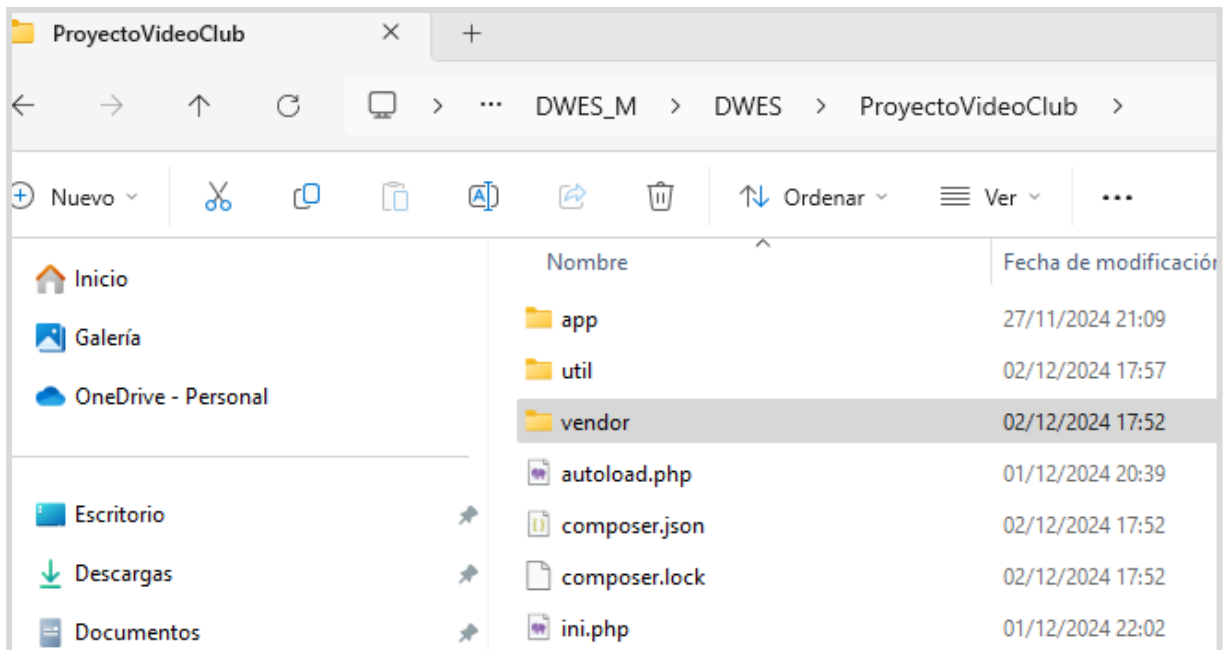 ProyectoVideoClub
DWES_M > DWES > ProyectoVideoClub >
Nuevo Ordenar Ver
Inicio
Galería
OneDrive - Personal
Escritorio
Descargas
Documentos
Nombre Fecha de modificación
app 27/11/2024 21:09
util 02/12/2024 17:57
vendor 02/12/2024 17:52
autoload.php 01/12/2024 20:39
composer.json 02/12/2024 17:52
composer.lock 02/12/2024 17:52
ini.php 01/12/2024 22:02